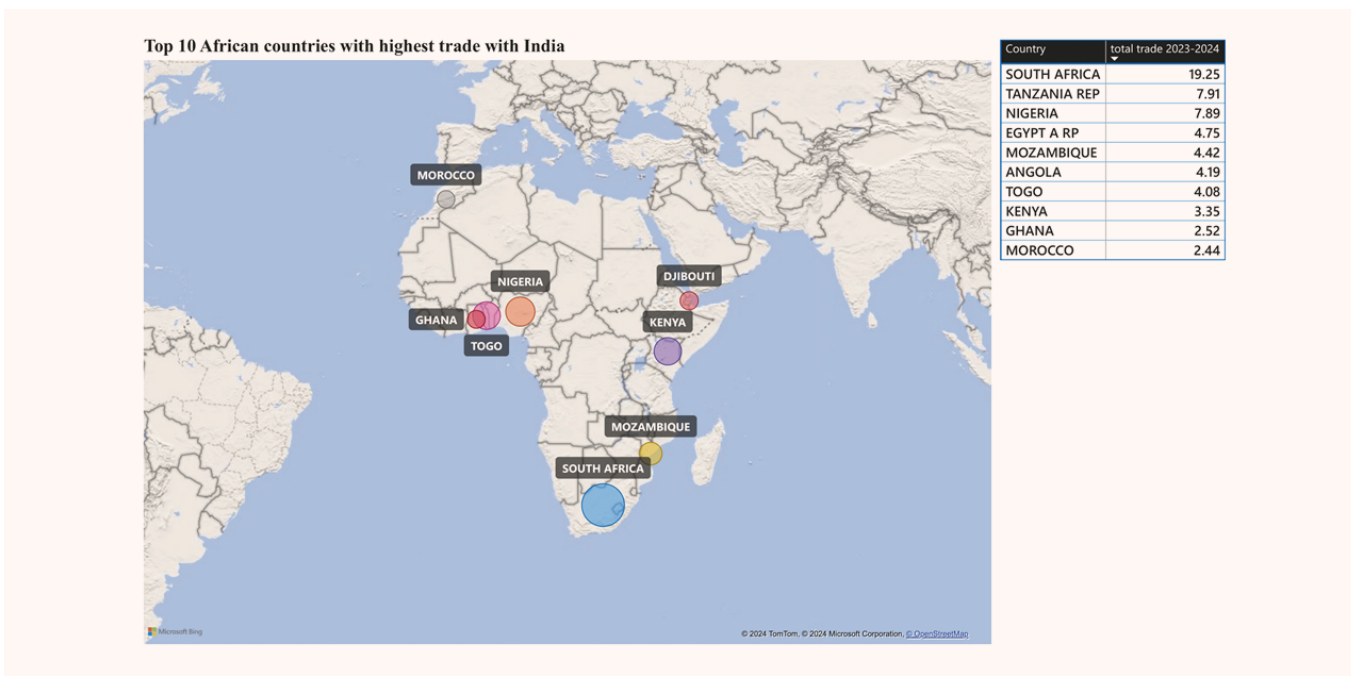 Top 10 African countries with highest trade with India
MOROCCO
NIGERIA
DJIBOUTI
GHANA
KENYA
TOGO
MOZAMBIQUE
SOUTH AFRICA
Microsoft Bing
© 2024 TomTom, © 2024 Microsoft Corporation, © OpenStreetMap
Country total trade 2023-2024
SOUTH AFRICA 19.25
TANZANIA REP 7.91
NIGERIA 7.89
EGYPT A RP 4.75
MOZAMBIQUE 4.42
ANGOLA 4.19
TOGO 4.08
KENYA 3.35
GHANA 2.52
MOROCCO 2.44